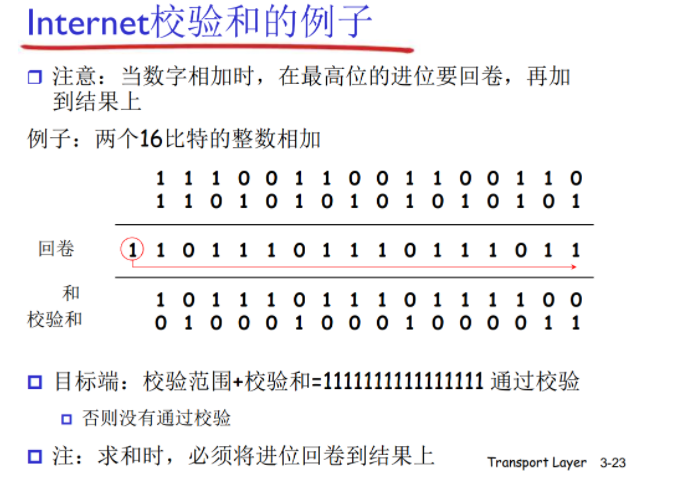 Internet校验和的例子
注意：当数字相加时，在最高位的进位要回卷，再加
到结果上
例子：两个16比特的整数相加
1 1 1 0 0 1 1 0 0 1 1 0 0 1 1 0
1 1 0 1 0 1 0 1 0 1 0 1 0 1 0 1
回卷 1 1 0 1 1 1 0 1 1 1 0 1 1 1 0 1 1
和 1 0 1 1 1 0 1 1 1 0 1 1 1 1 0 0
校验和 0 1 0 0 0 1 0 0 0 1 0 0 0 0 1 1
目标端：校验范围+校验和=1111111111111111 通过校验
否则没有通过校验
注：求和时，必须将进位回卷到结果上
Transport Layer 3-23